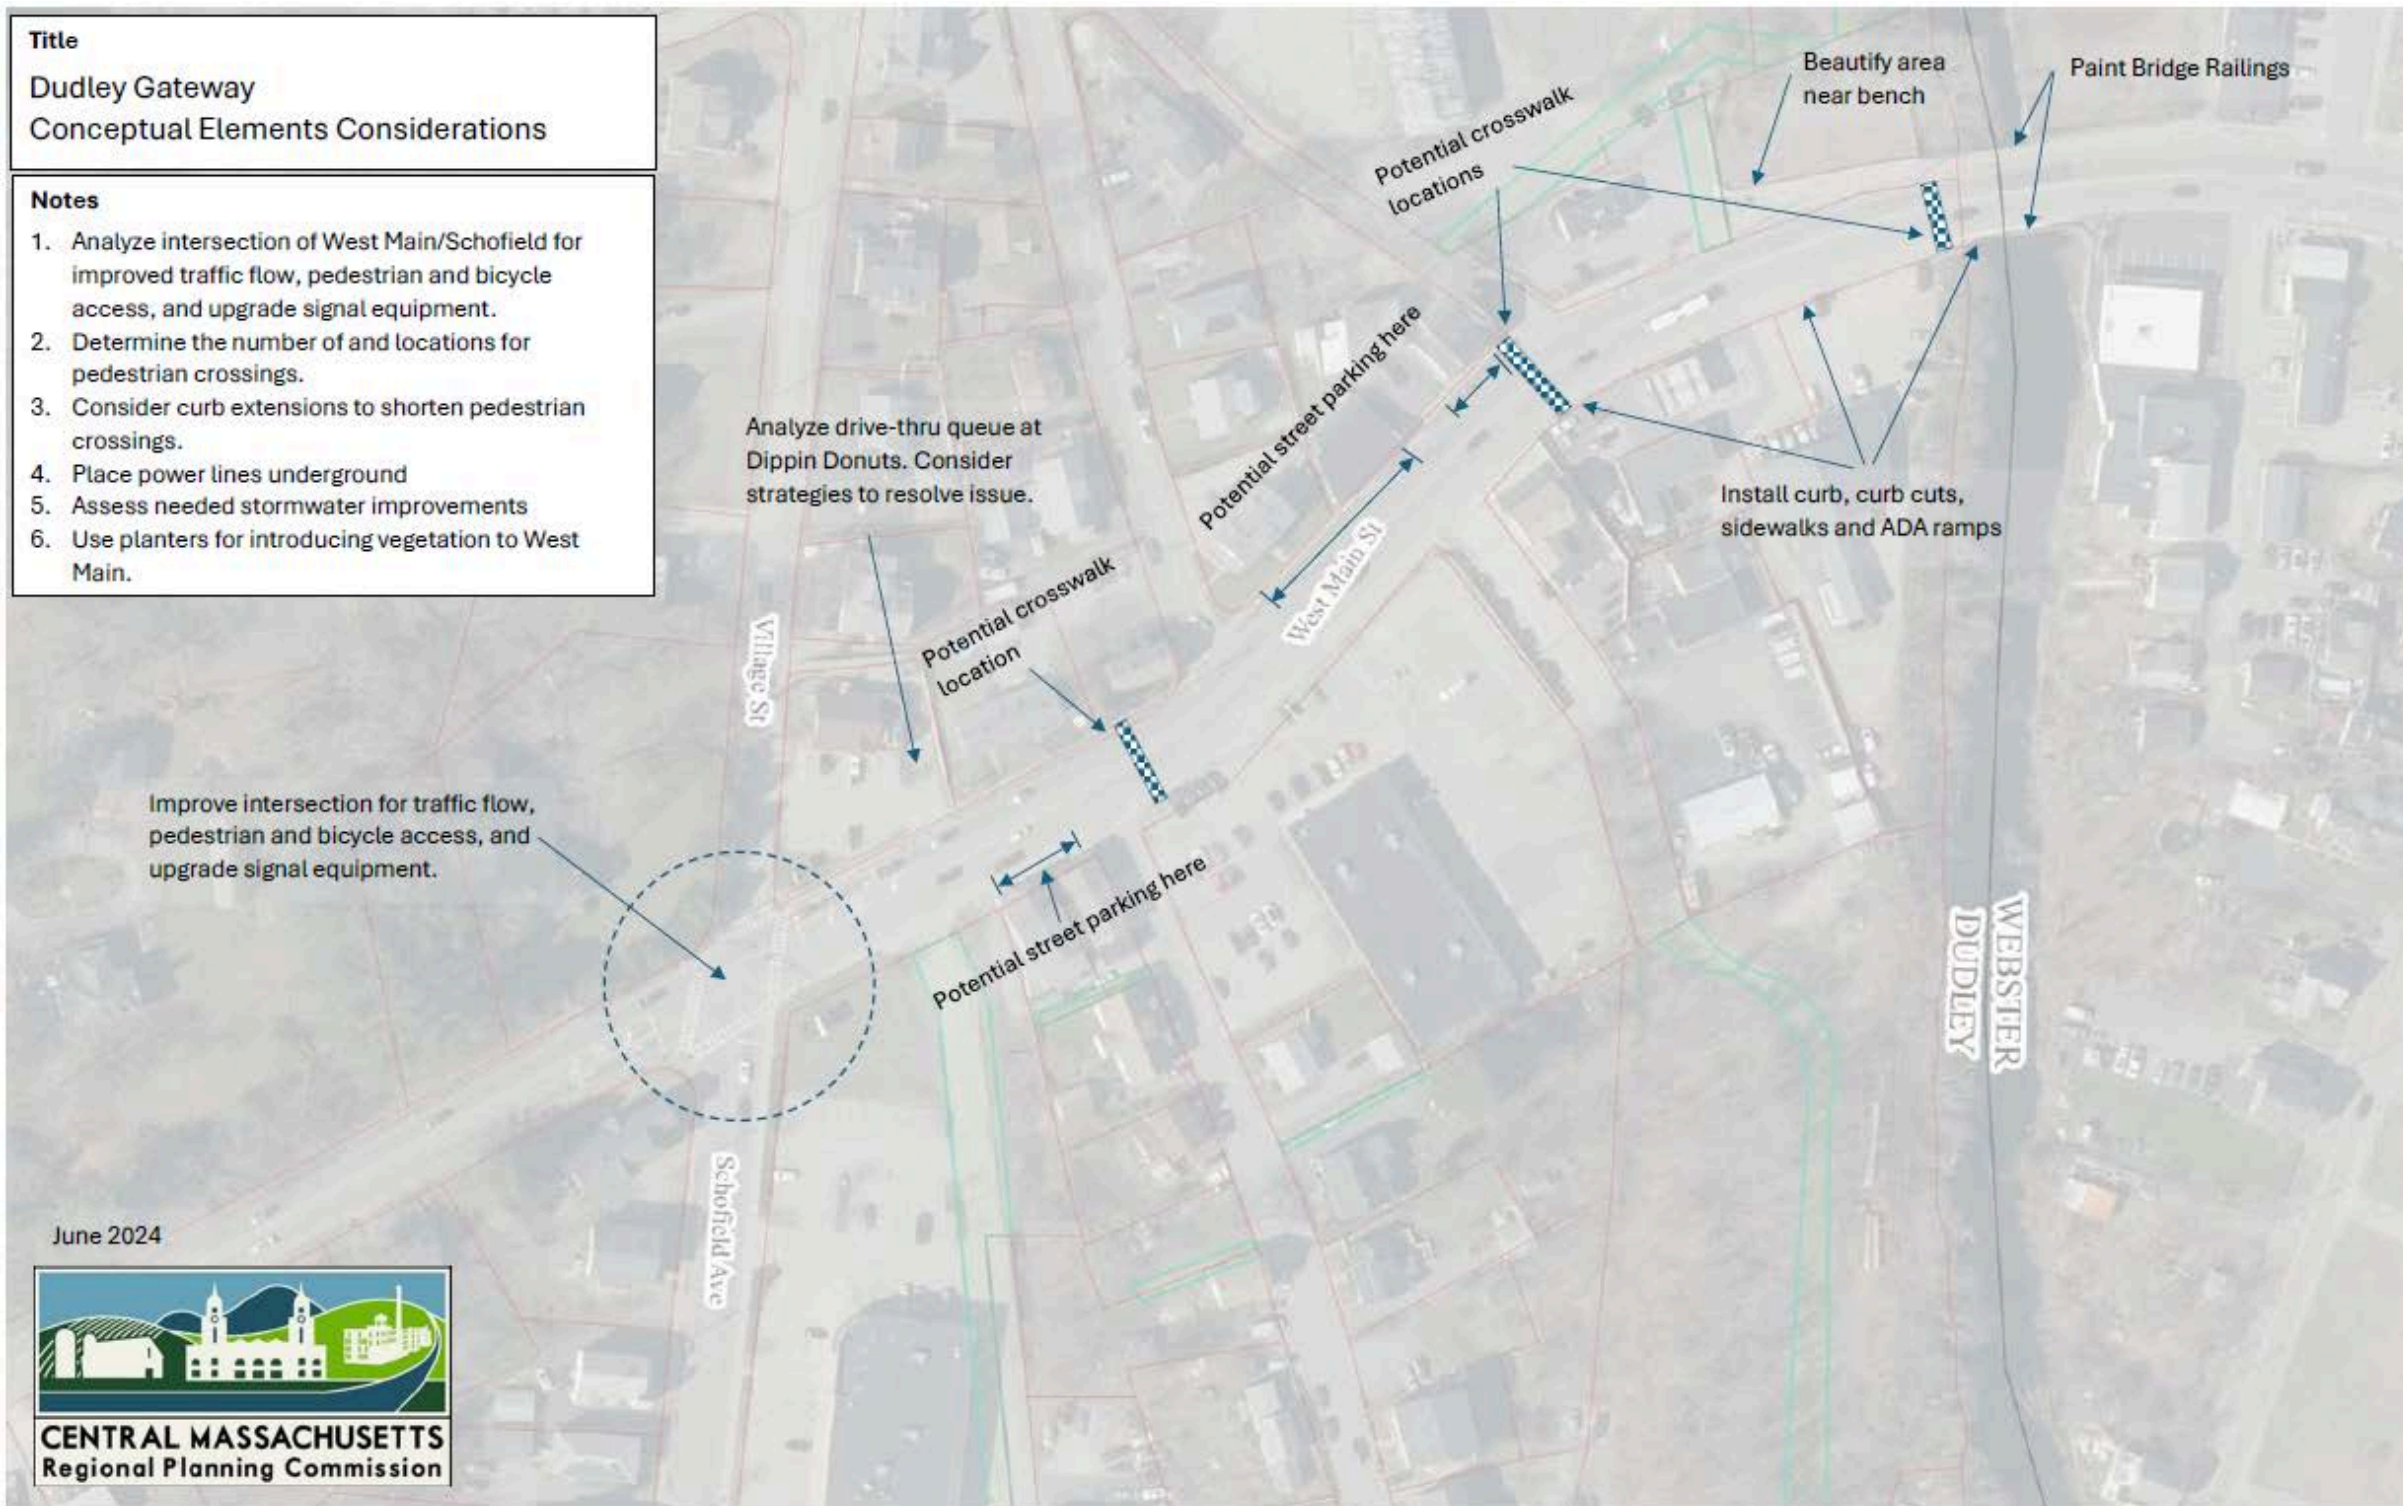 Title
Dudley Gateway
Conceptual Elements Considerations
Notes
1. Analyze intersection of West Main/Schofield for
improved traffic flow, pedestrian and bicycle
access, and upgrade signal equipment.
2. Determine the number of and locations for
pedestrian crossings.
3. Consider curb extensions to shorten pedestrian
crossings.
4. Place power lines underground
5. Assess needed stormwater improvements
6. Use planters for introducing vegetation to West
Main.
Beautify area
near bench
Paint Bridge Railings
Potential crosswalk
locations
Potential street parking here
Analyze drive-thru queue at
Dippin Donuts. Consider
strategies to resolve issue.
Install curb, curb cuts,
sidewalks and ADA ramps
West Main St
Potential crosswalk
location
Village St
Improve intersection for traffic flow,
pedestrian and bicycle access, and
upgrade signal equipment.
Potential street parking here
WEBSTER
DUDLEY
Schofield Ave
June 2024
CENTRAL MASSACHUSETTS
Regional Planning Commission